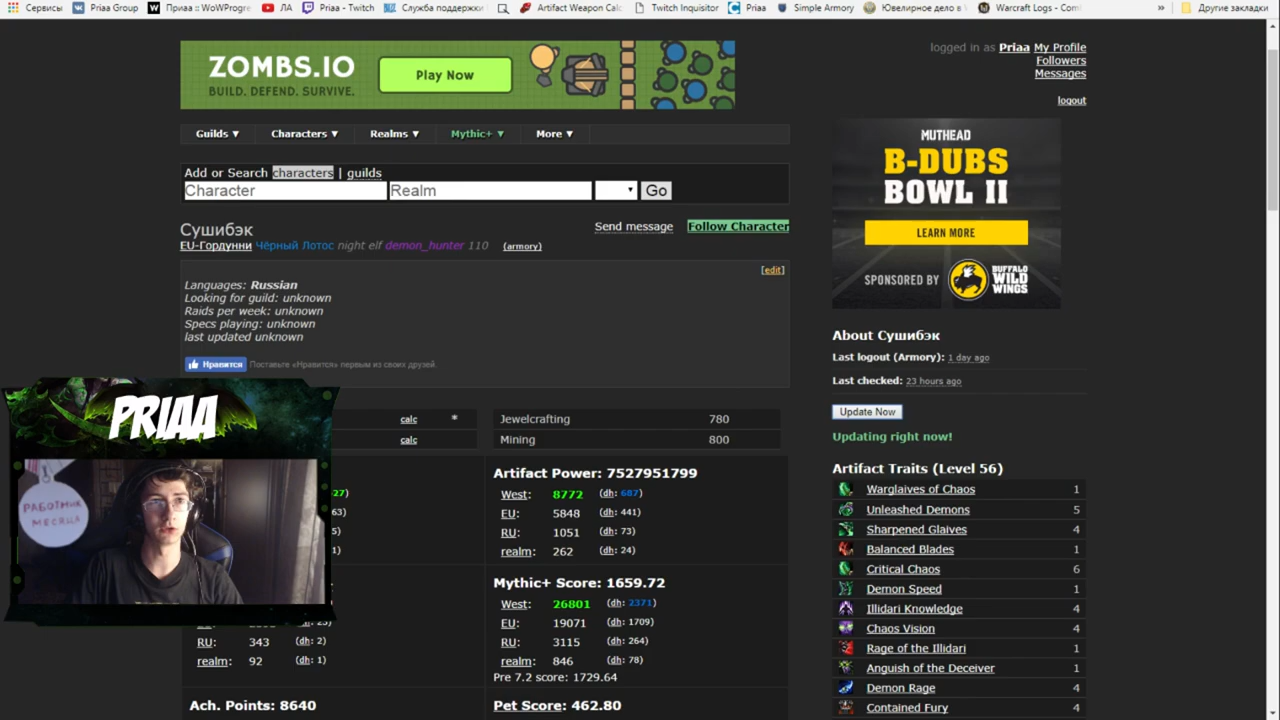 Сервисы Priaa Group Приаа :: WoWProgre ЛА Priaa - Twitch Служба поддержки Artifact Weapon Calc Twitch Inquisitor Priaa Simple Armory Ювелирное дело в Warcraft Logs - Com » Другие закладки
ZOMBS.IO
BUILD. DEFEND. SURVIVE.
Play Now
logged in as Priaa My Profile
Followers
Messages
logout
Guilds ▼ Characters ▼ Realms ▼ Mythic+ ▼ More ▼
Add or Search characters | guilds
Character Realm Go
Сушибэк
Send message Follow Character
EU-Гордунни Чёрный Лотос night elf demon_hunter 110 (armory)
[edit]
Languages: Russian
Looking for guild: unknown
Raids per week: unknown
Specs playing: unknown
last updated unknown
Нравится Поставьте «Нравится» первым из своих друзей.
MUTHEAD
B-DUBS
BOWL II
LEARN MORE
SPONSORED BY
BUFFALO
WILD
WINGS
About Сушибэк
Last logout (Armory): 1 day ago
Last checked: 23 hours ago
Update Now
Updating right now!
calc *
calc
Jewelcrafting 780
Mining 800
PRIAA
РАБОТНИК
МЕСЯЦА
27)
63)
5)
1)
Artifact Power: 7527951799
West: 8772 (dh: 687)
EU: 5848 (dh: 441)
RU: 1051 (dh: 73)
realm: 262 (dh: 24)
RU: 343 (dh: 2)
realm: 92 (dh: 1)
Mythic+ Score: 1659.72
West: 26801 (dh: 2371)
EU: 19071 (dh: 1709)
RU: 3115 (dh: 264)
realm: 846 (dh: 78)
Pre 7.2 score: 1729.64
Ach. Points: 8640
Pet Score: 462.80
Artifact Traits (Level 56)
Warglaives of Chaos 1
Unleashed Demons 5
Sharpened Glaives 4
Balanced Blades 1
Critical Chaos 6
Demon Speed 1
Illidari Knowledge 4
Chaos Vision 4
Rage of the Illidari 1
Anguish of the Deceiver 1
Demon Rage 4
Contained Fury 4